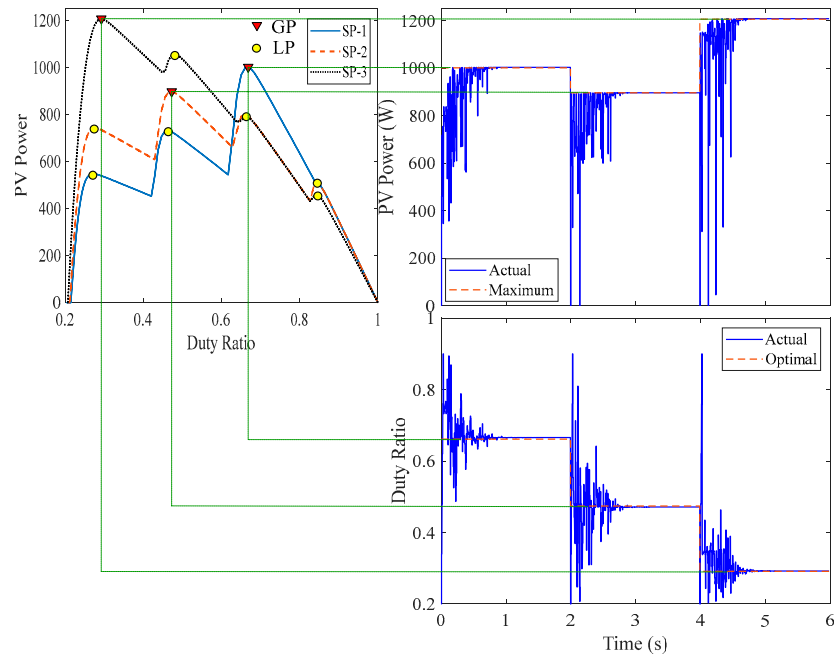 1200
1000
800
600
400
200
0
0.2
0.4
0.6
0.8
1
PV Power
Duty Ratio
GP
LP
SP-1
SP-2
SP-3
1200
1000
800
600
400
200
0
PV Power (W)
Actual
Maximum
1
0.8
0.6
0.4
0.2
Duty Ratio
Actual
Optimal
0
1
2
3
4
5
6
Time (s)